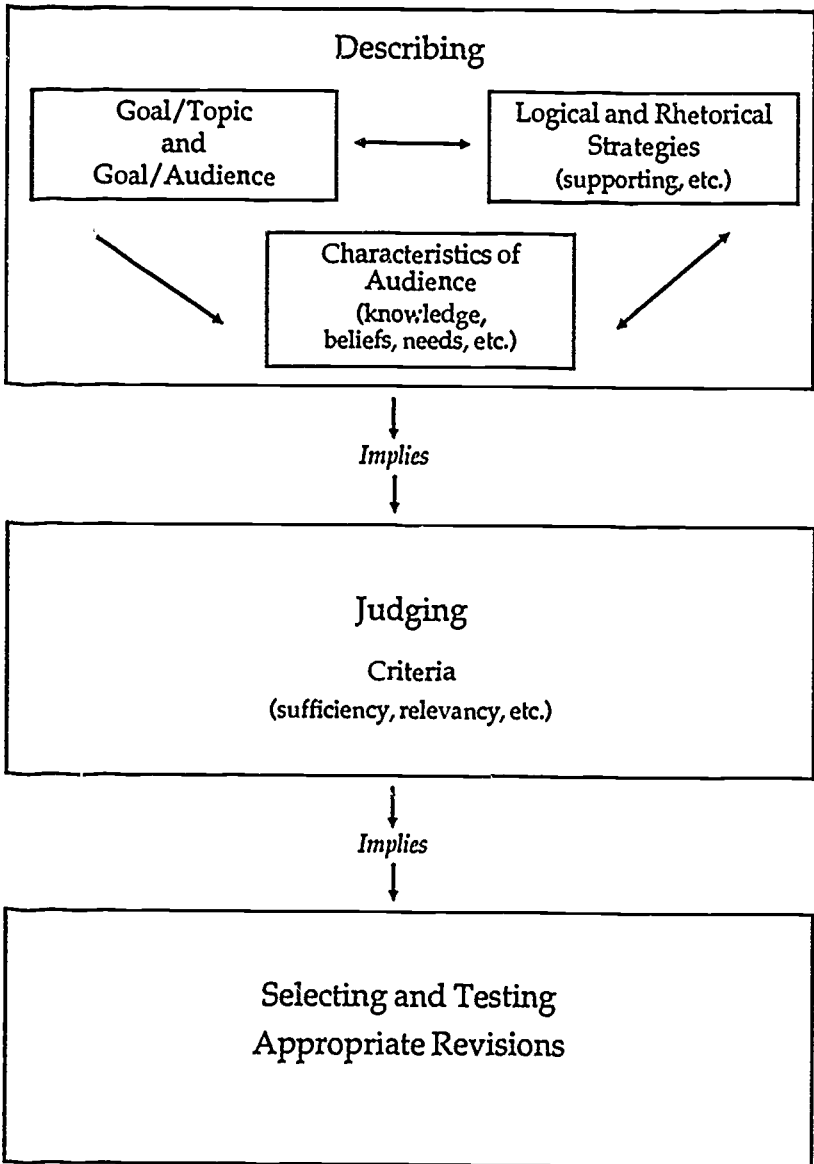 Describing
Goal/Topic
and
Goal/Audience
Logical and Rhetorical
Strategies
(supporting, etc.)
Characteristics of
Audience
(knowledge,
beliefs, needs, etc.)
Implies
Judging
Criteria
(sufficiency, relevancy, etc.)
Implies
Selecting and Testing
Appropriate Revisions